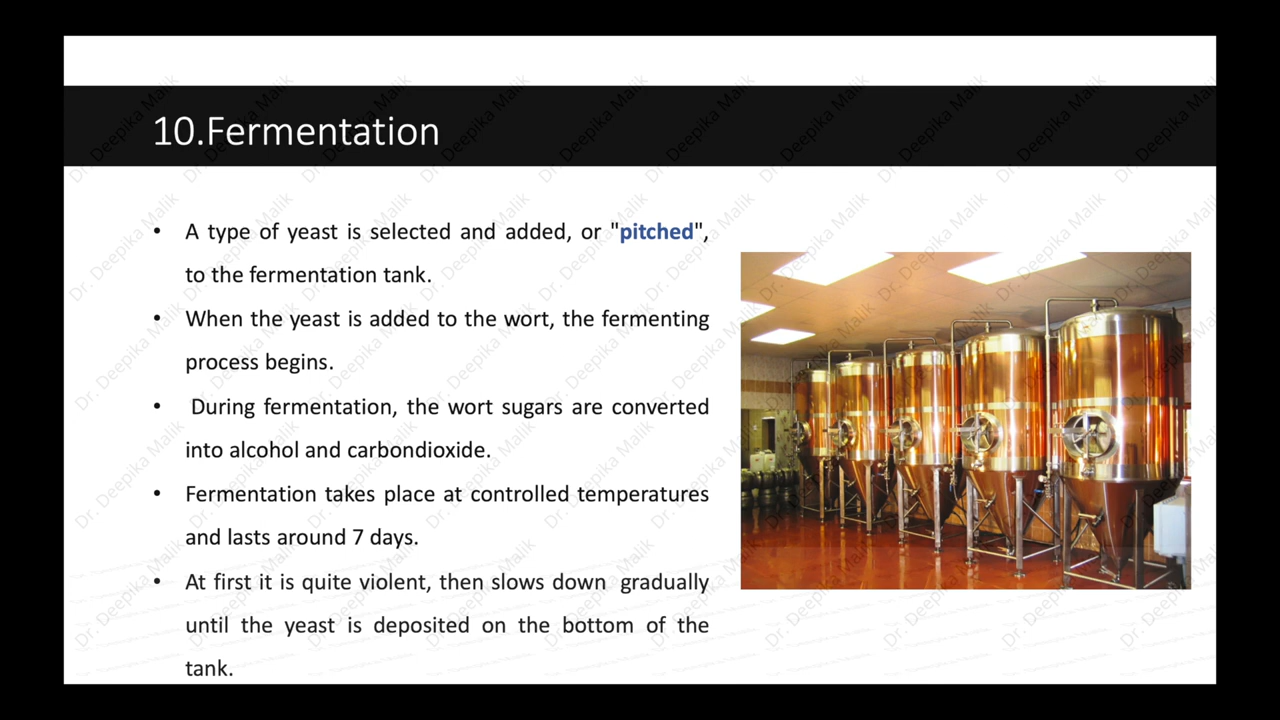 10.Fermentation
• A type of yeast is selected and added, or "pitched",
to the fermentation tank.
• When the yeast is added to the wort, the fermenting
process begins.
• During fermentation, the wort sugars are converted
into alcohol and carbondioxide.
• Fermentation takes place at controlled temperatures
and lasts around 7 days.
• At first it is quite violent, then slows down gradually
until the yeast is deposited on the bottom of the
tank.
Dr. Deepika Malik